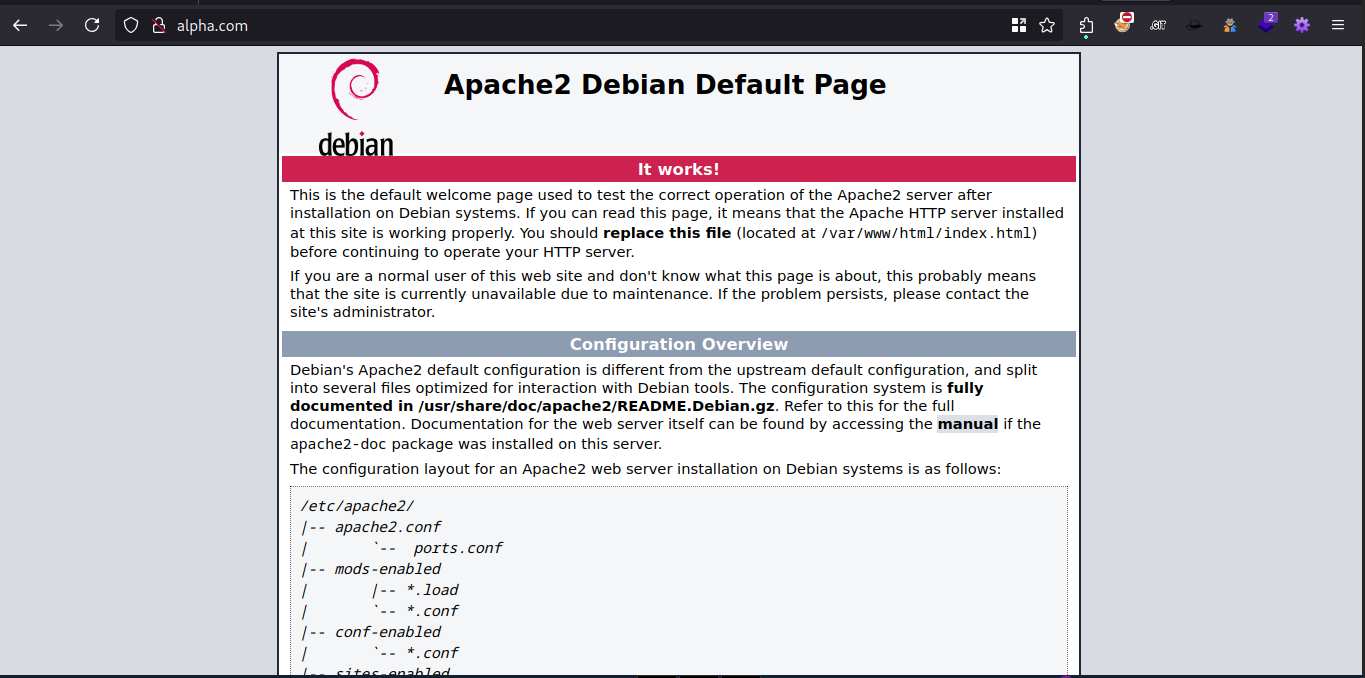 alpha.com
.GIT
2
debian
Apache2 Debian Default Page
It works!
This is the default welcome page used to test the correct operation of the Apache2 server after
installation on Debian systems. If you can read this page, it means that the Apache HTTP server installed
at this site is working properly. You should replace this file (located at /var/www/html/index.html)
before continuing to operate your HTTP server.
If you are a normal user of this web site and don't know what this page is about, this probably means
that the site is currently unavailable due to maintenance. If the problem persists, please contact the
site's administrator.
Configuration Overview
Debian's Apache2 default configuration is different from the upstream default configuration, and split
into several files optimized for interaction with Debian tools. The configuration system is fully
documented in /usr/share/doc/apache2/README.Debian.gz. Refer to this for the full
documentation. Documentation for the web server itself can be found by accessing the manual if the
apache2-doc package was installed on this server.
The configuration layout for an Apache2 web server installation on Debian systems is as follows:
/etc/apache2/
|-- apache2.conf
|       `--  ports.conf
|-- mods-enabled
|       |-- *.load
|       `-- *.conf
|-- conf-enabled
|       `-- *.conf
|-- sites-enabled